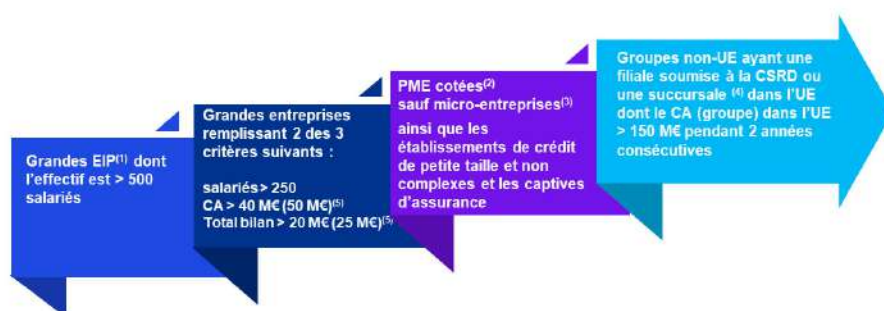 Grandes EIP(1) dont
l'effectif est > 500
salariés
Grandes entreprises
remplissant 2 des 3
critères suivants :
salariés > 250
CA > 40 M€ (50 M€)(5)
Total bilan > 20 M€ (25 M€)(5)
PME cotées(2)
sauf micro-entreprises(3)
ainsi que les
établissements de crédit
de petite taille et non
complexes et les captives
d'assurance
Groupes non-UE ayant une
filiale soumise à la CSRD ou
une succursale (4) dans l'UE
dont le CA (groupe) dans l'UE
> 150 M€ pendant 2 années
consécutives